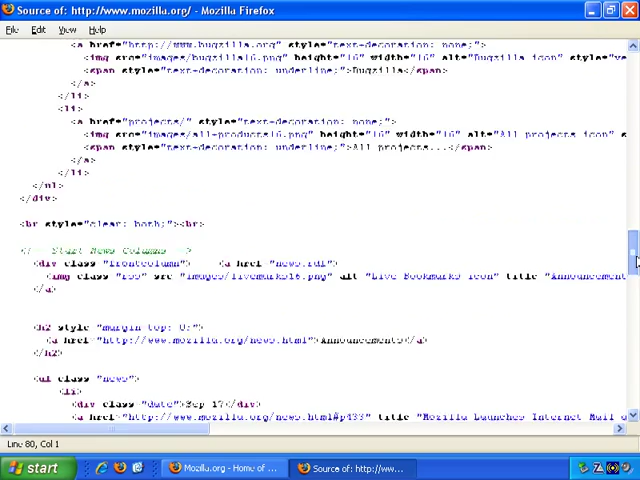 Source of: http://www.mozilla.org/ - Mozilla Firefox
File Edit View Help
<a href="http://www.bugzilla.org" style="text-decoration: none;">
<img src="images/bugzilla16.png" height="16" width="16" alt="Bugzilla icon" style="ve
<span style="text-decoration: underline;">Bugzilla</span>
</a>
</li>
<li>
<a href="projects/" style="text-decoration: none;">
<img src="images/all-products16.png" height="16" width="16" alt="All projects icon" s
<span style="text-decoration: underline;">All projects...</span>
</a>
</li>
</ul>
</div>
<br style="clear: both;"><br>
<!-- Start News Columns -->
<div class="frontcolumn"> <a href="news.rdf">
<img class="rss" src="images/livemarks16.png" alt="Live Bookmarks icon" title="Announcement
</a>
<h2 style="margin-top: 0;">
<a href="http://www.mozilla.org/news.html">Announcements</a>
</h2>
<ul class="news">
<li>
<div class="date">Sep 17</div>
<a href="http://www.mozilla.org/news.html#p433" title="Mozilla Launches Internet Mail
Line 80, Col 1
start
Mozilla.org - Home of ...
Source of: http://ww...